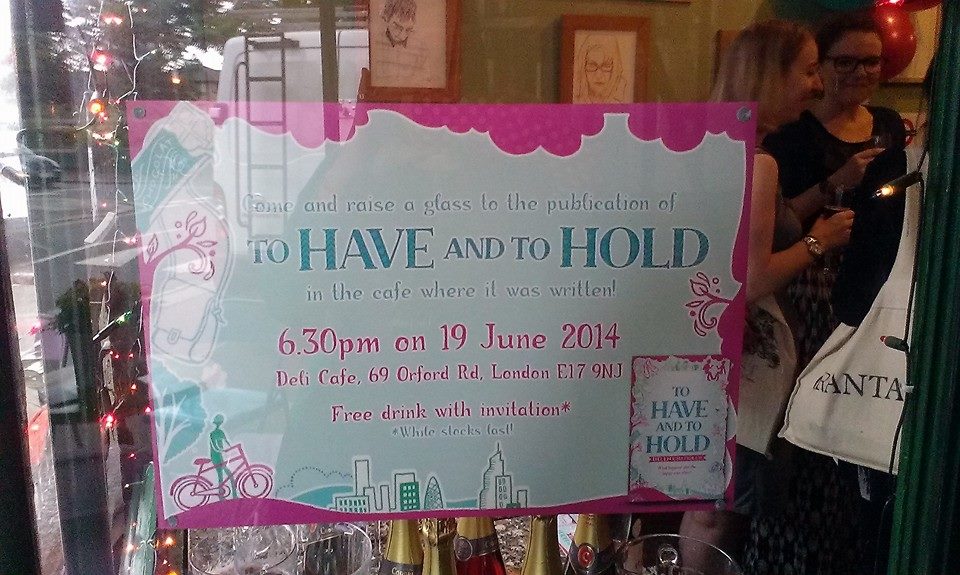 Come and raise a glass to the publication of
TO HAVE AND TO HOLD
in the cafe where it was written!
6.30pm on 19 June 2014
Deli Cafe, 69 Orford Rd, London E17 9NJ
Free drink with invitation*
*While stocks last!
TO
HAVE
AND TO
HOLD
RANTA